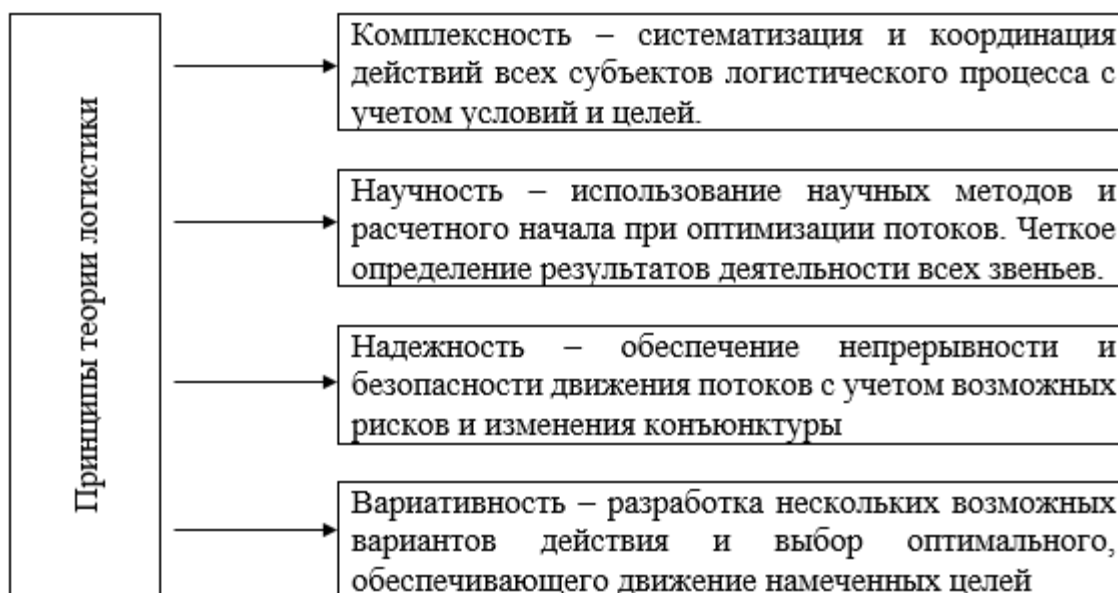 Принципы теории логистики
Комплексность – систематизация и координация
действий всех субъектов логистического процесса с
учетом условий и целей.
Научность – использование научных методов и
расчетного начала при оптимизации потоков. Четкое
определение результатов деятельности всех звеньев.
Надежность – обеспечение непрерывности и
безопасности движения потоков с учетом возможных
рисков и изменения конъюнктуры
Вариативность – разработка нескольких возможных
вариантов действия и выбор оптимального,
обеспечивающего движение намеченных целей